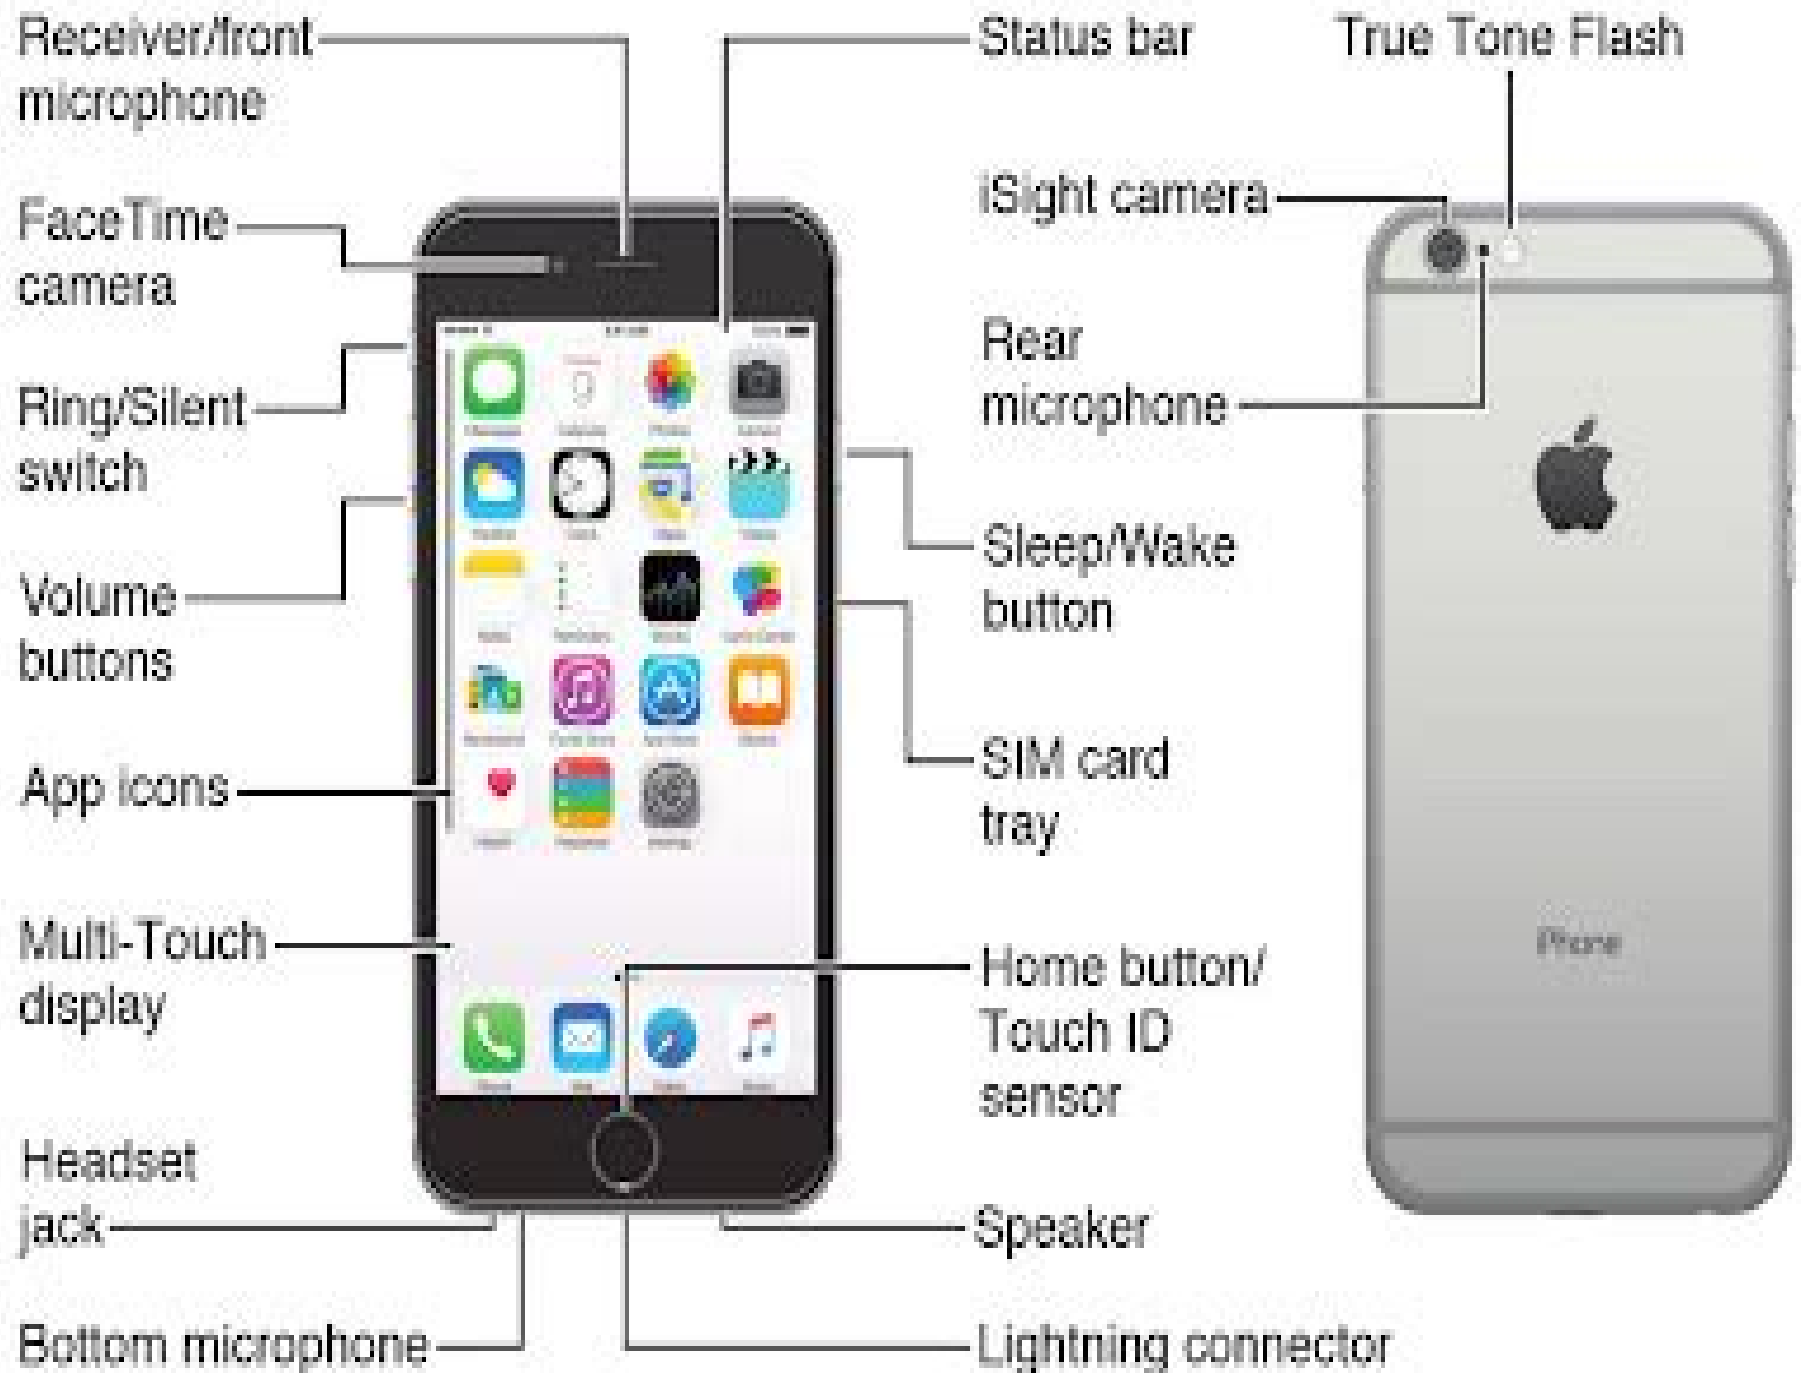 Receiver/front
microphone
FaceTime
camera
Ring/Silent
switch
Volume
buttons
App icons
Multi-Touch
display
Headset
jack
Bottom microphone
Status bar
iSight camera
Rear
microphone
Sleep/Wake
button
SIM card
tray
Home button/
Touch ID
sensor
Speaker
Lightning connector
True Tone Flash
9
iPhone